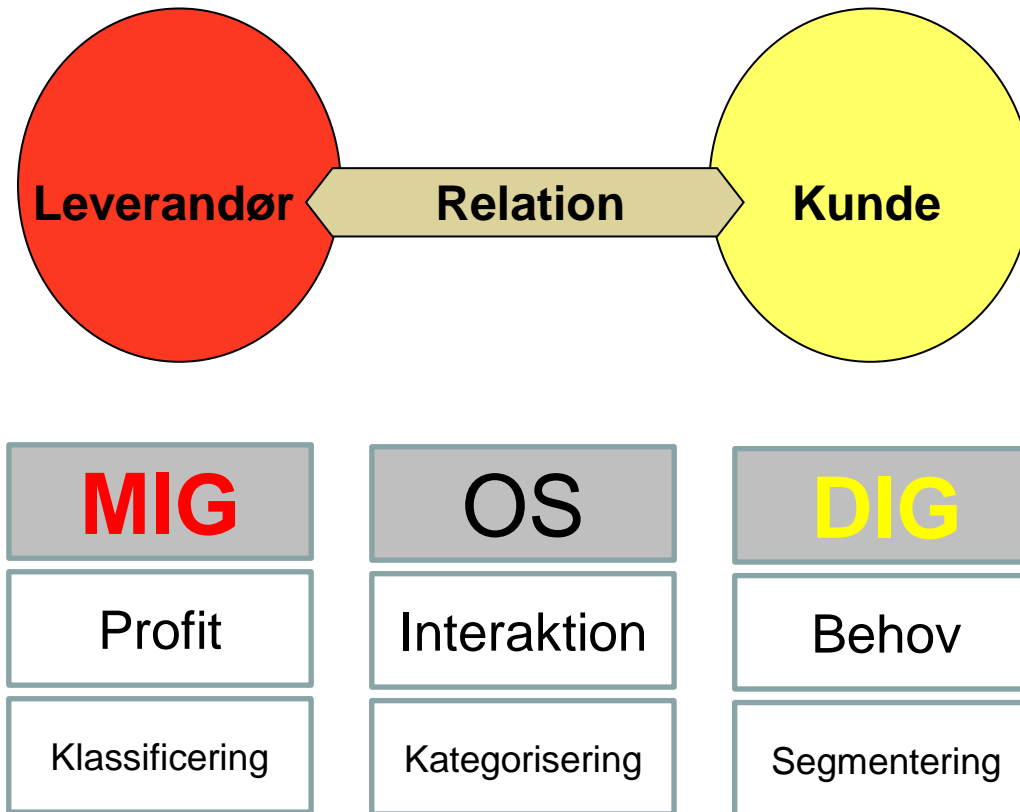 Leverandør
Relation
Kunde
MIG
OS
DIG
Profit
Interaktion
Behov
Klassificering
Kategorisering
Segmentering